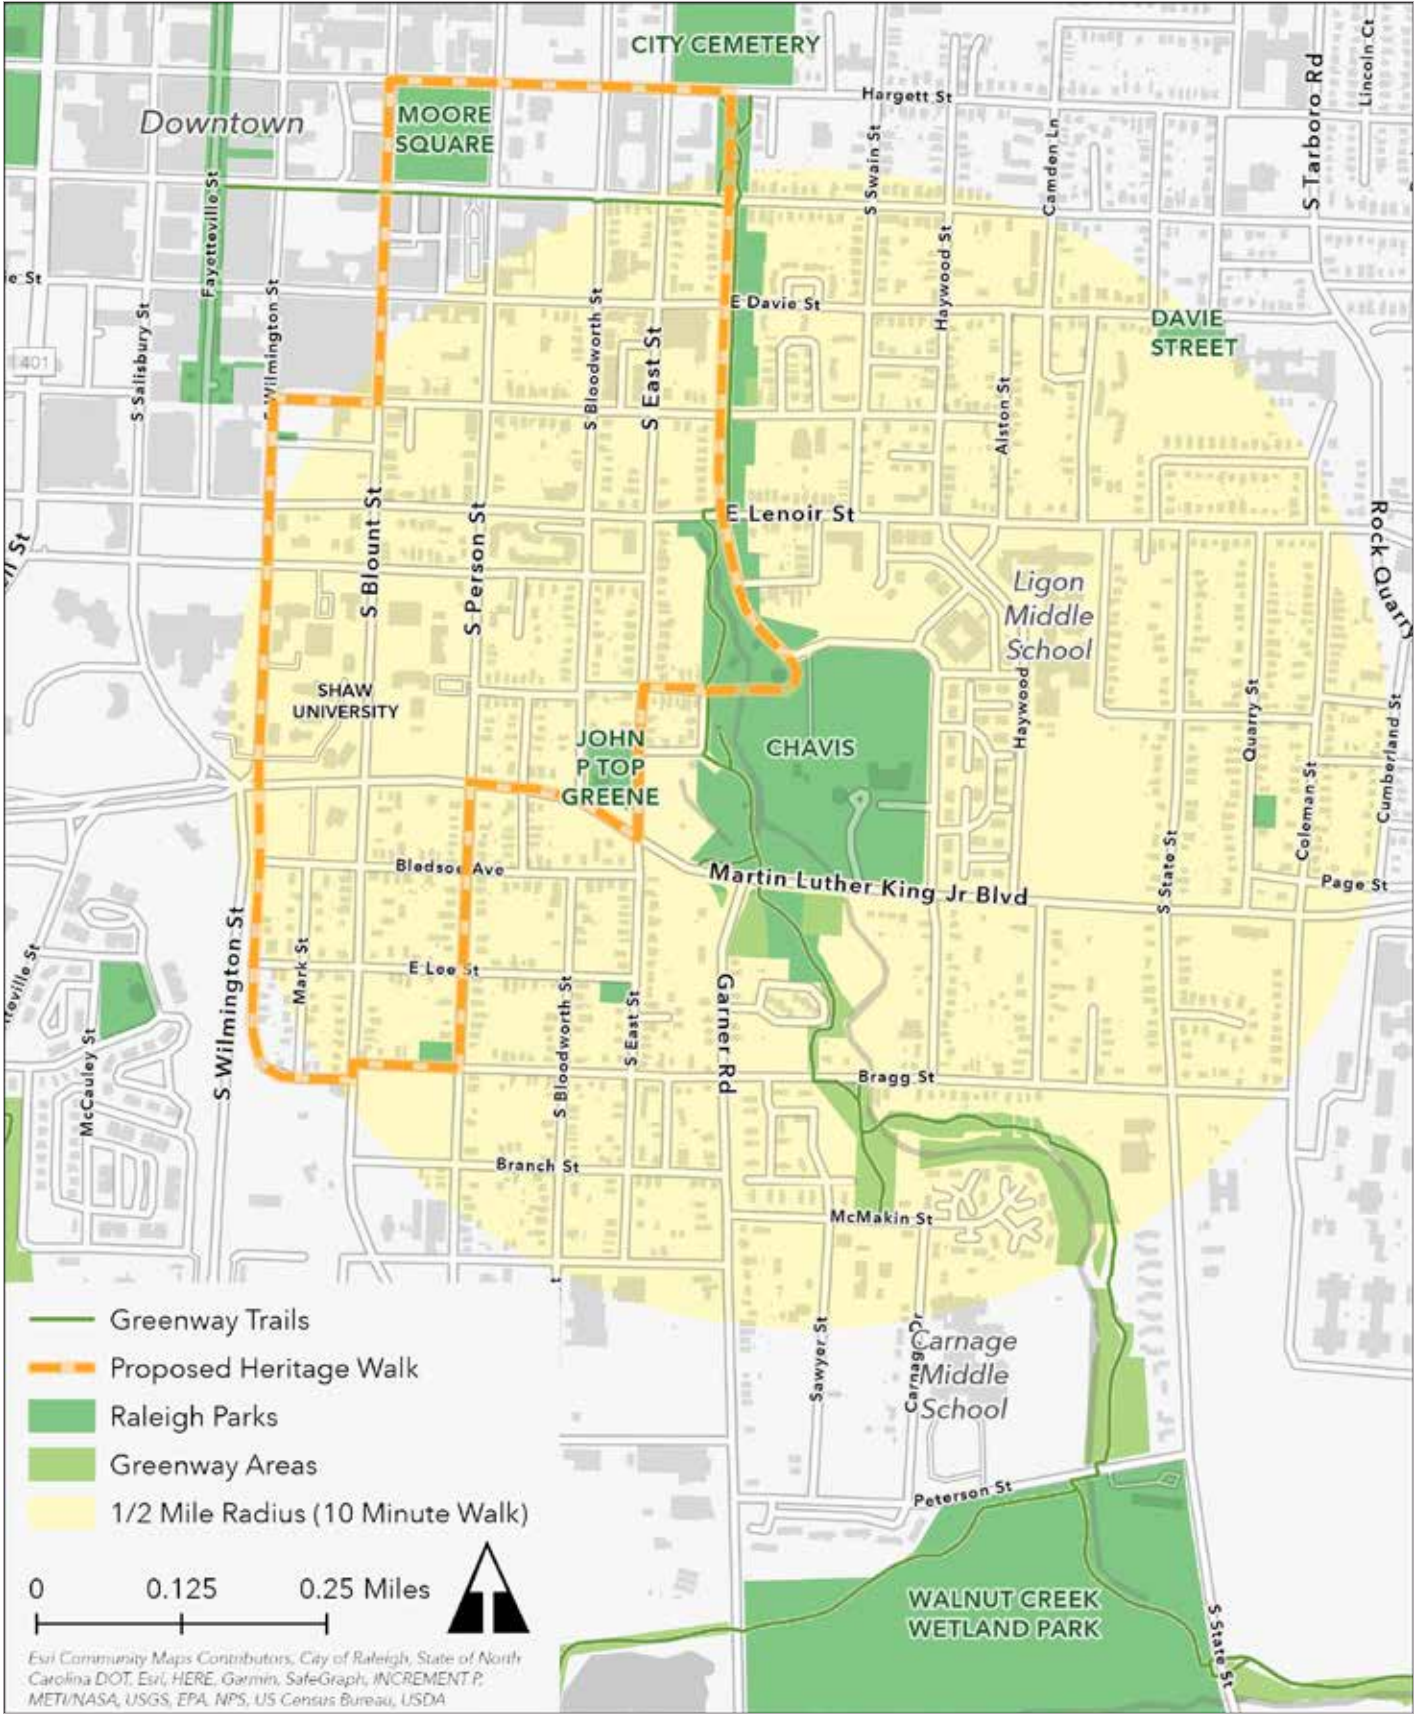 CITY CEMETERY
Hargett St
S Tarboro Rd
Lincoln Ct
Downtown
MOORE
SQUARE
S Swain St
Camden Ln
Fayetteville St
Haywood St
ie St
S Salisbury St
S Wilmington St
S Bloodworth St
S East St
E Davie St
DAVIE
STREET
401
Alston St
S Blount St
S Person St
E Lenoir St
Rock Quarry
Ligon
Middle
School
SHAW
UNIVERSITY
Haywood
Quarry St
Cumberland St
JOHN
P TOP
GREENE
CHAVIS
Coleman St
S State St
Bledsoe Ave
Martin Luther King Jr Blvd
Page St
S Wilmington St
Mark St
E Lee St
S Bloodworth St
S East St
Garner Rd
McCauley St
Bragg St
Branch St
McMakin St
Sawyer St
Carnage Dr
Carnage
Middle
School
Peterson St
WALNUT CREEK
WETLAND PARK
S State St
Greenway Trails
Proposed Heritage Walk
Raleigh Parks
Greenway Areas
1/2 Mile Radius (10 Minute Walk)
0 0.125 0.25 Miles
Esri Community Maps Contributors, City of Raleigh, State of North
Carolina DOT, Esri, HERE, Garmin, SafeGraph, INCREMENT P,
METI/NASA, USGS, EPA, NPS, US Census Bureau, USDA